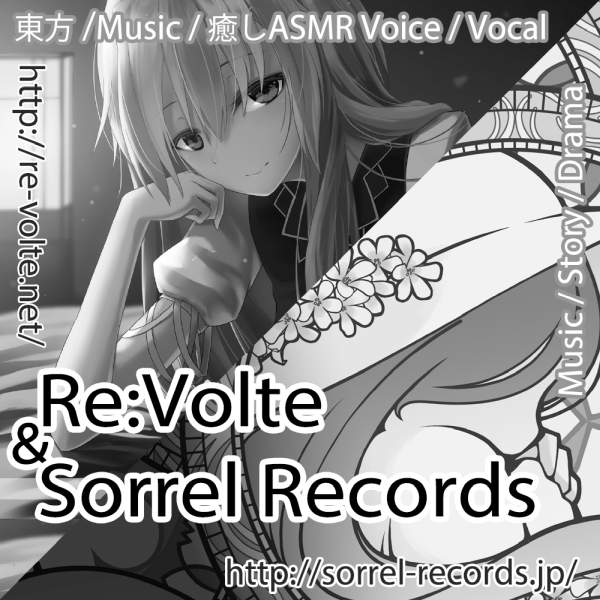 東方 /Music / 癒しASMR Voice / Vocal
http://re-volte.net/
Music / Story / Drama
Re:Volte
&
Sorrel Records
http://sorrel-records.jp/